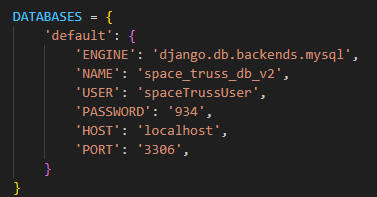 DATABASES = {
    'default': {
        'ENGINE': 'django.db.backends.mysql',
        'NAME': 'space_truss_db_v2',
        'USER': 'spaceTrussUser',
        'PASSWORD': '934',
        'HOST': 'localhost',
        'PORT': '3306',
    }
}